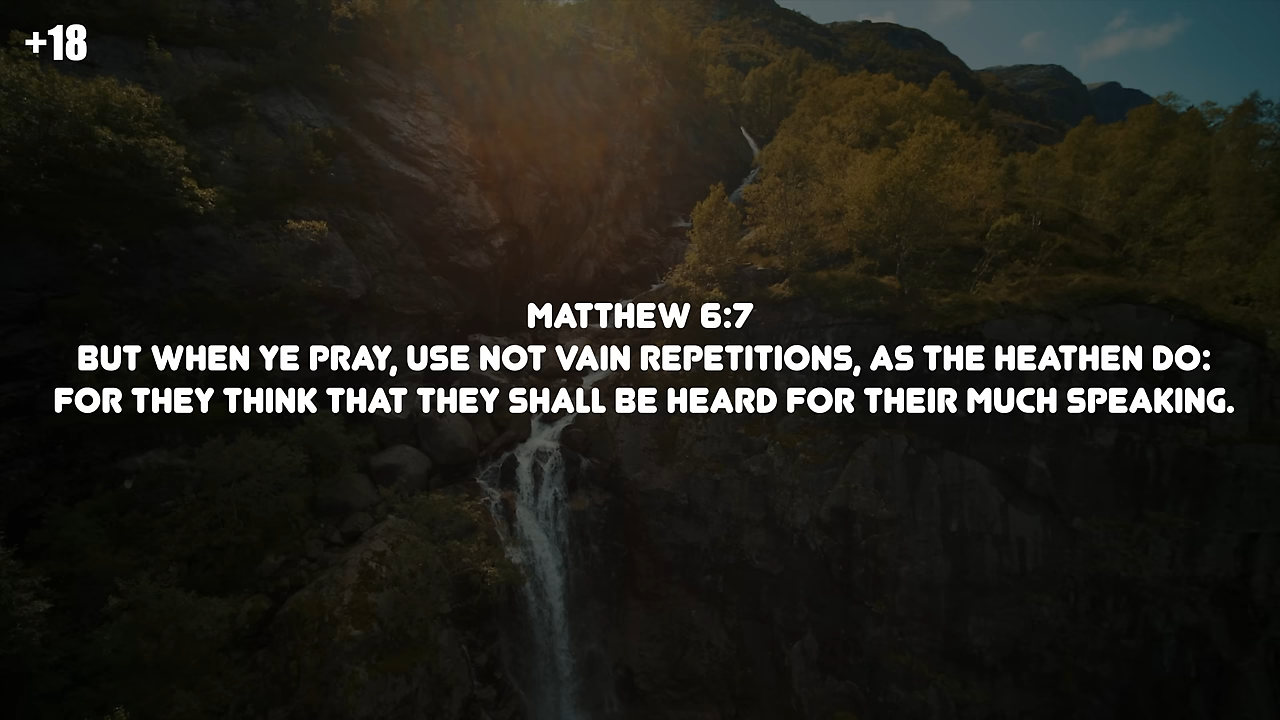 +18
MATTHEW 6:7
BUT WHEN YE PRAY, USE NOT VAIN REPETITIONS, AS THE HEATHEN DO:
FOR THEY THINK THAT THEY SHALL BE HEARD FOR THEIR MUCH SPEAKING.